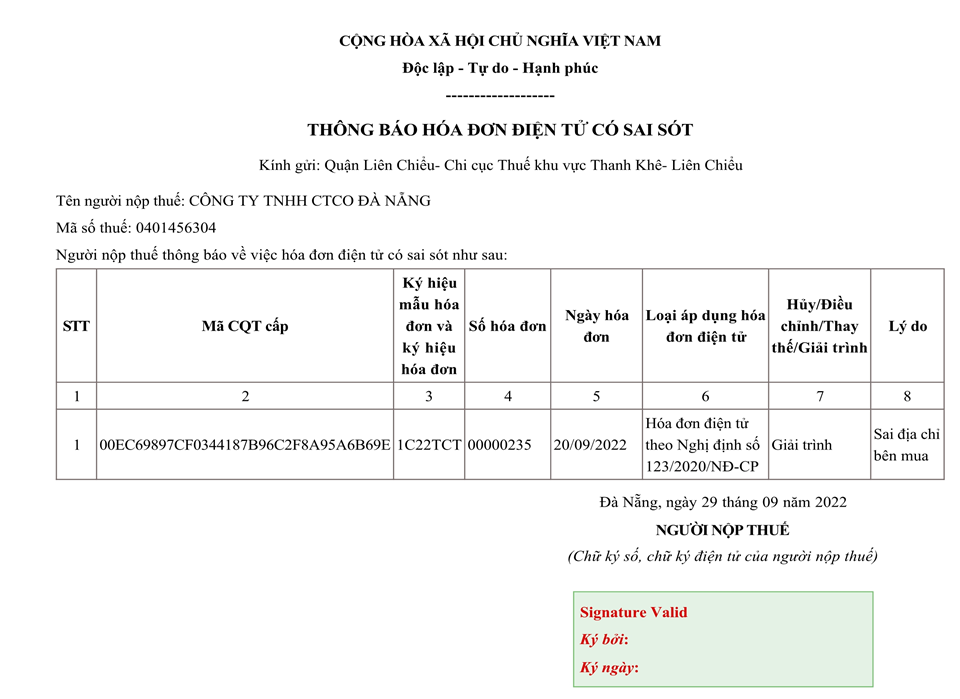 CỘNG HÒA XÃ HỘI CHỦ NGHĨA VIỆT NAM
Độc lập - Tự do - Hạnh phúc
-------------------
THÔNG BÁO HÓA ĐƠN ĐIỆN TỬ CÓ SAI SÓT
Kính gửi: Quận Liên Chiểu- Chi cục Thuế khu vực Thanh Khê- Liên Chiểu
Tên người nộp thuế: CÔNG TY TNHH CTCO ĐÀ NẴNG
Mã số thuế: 0401456304
Người nộp thuế thông báo về việc hóa đơn điện tử có sai sót như sau:
STT
Mã CQT cấp
Ký hiệu
mẫu hóa
đơn và
ký hiệu
hóa đơn
Số hóa đơn
Ngày hóa
đơn
Loại áp dụng hóa
đơn điện tử
Hủy/Điều
chỉnh/Thay
thế/Giải trình
Lý do
1 2 3 4 5 6 7 8
1
00EC69897CF0344187B96C2F8A95A6B69E
1C22TCT
00000235
20/09/2022
Hóa đơn điện tử
theo Nghị định số
123/2020/NĐ-CP
Giải trình
Sai địa chỉ
bên mua
Đà Nẵng, ngày 29 tháng 09 năm 2022
NGƯỜI NỘP THUẾ
(Chữ ký số, chữ ký điện tử của người nộp thuế)
Signature Valid
Ký bởi:
Ký ngày: